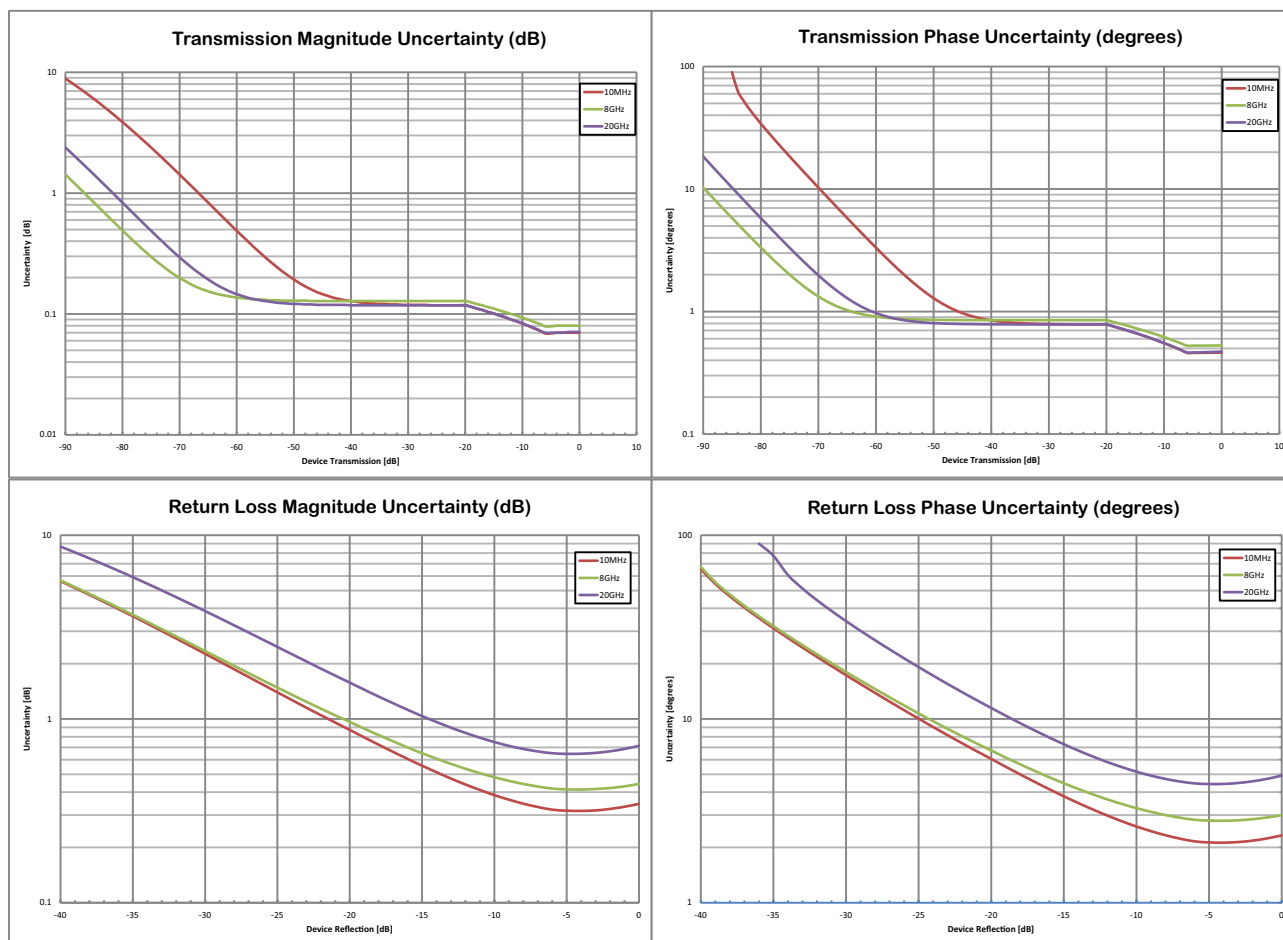 Transmission Magnitude Uncertainty (dB)
10
1
0.1
0.01
Uncertainty [dB]
-90 -80 -70 -60 -50 -40 -30 -20 -10 0 10
Device Transmission [dB]
10MHz
8GHz
20GHz
Transmission Phase Uncertainty (degrees)
100
10
1
0.1
Uncertainty [degrees]
-90 -80 -70 -60 -50 -40 -30 -20 -10 0 10
Device Transmission [dB]
10MHz
8GHz
20GHz
Return Loss Magnitude Uncertainty (dB)
10
1
0.1
Uncertainty [dB]
-40 -35 -30 -25 -20 -15 -10 -5 0
Device Reflection [dB]
10MHz
8GHz
20GHz
Return Loss Phase Uncertainty (degrees)
100
10
1
Uncertainty [degrees]
-40 -35 -30 -25 -20 -15 -10 -5 0
Device Reflection [dB]
10MHz
8GHz
20GHz